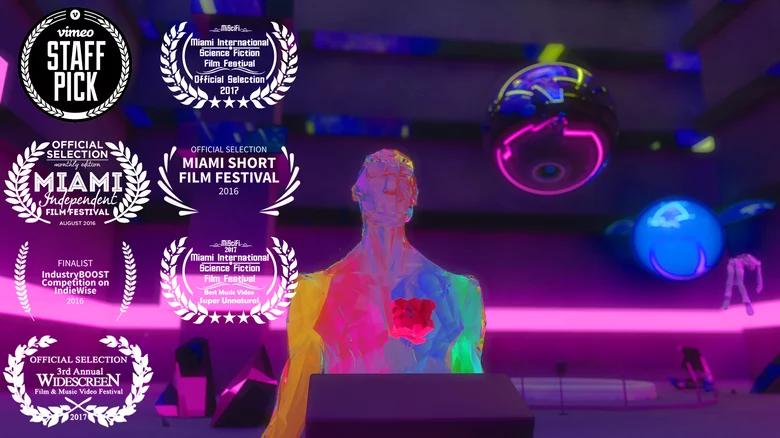 V
vimeo
STAFF
PICK
MiSciFi
Miami International
Science Fiction
Film Festival
Official Selection
2017
OFFICIAL
SELECTION
monthly edition
MIAMI
Independent
FILM FESTIVAL
AUGUST 2016
OFFICIAL SELECTION
MIAMI SHORT
FILM FESTIVAL
2016
FINALIST
IndustryBOOST
Competition on
IndieWise
2016
MiSciFi
2017
Miami International
Science Fiction
Film Festival
Best Music Video
Super Unnatural
OFFICIAL SELECTION
3rd Annual
WIDESCREEN
Film & Music Video Festival
2017